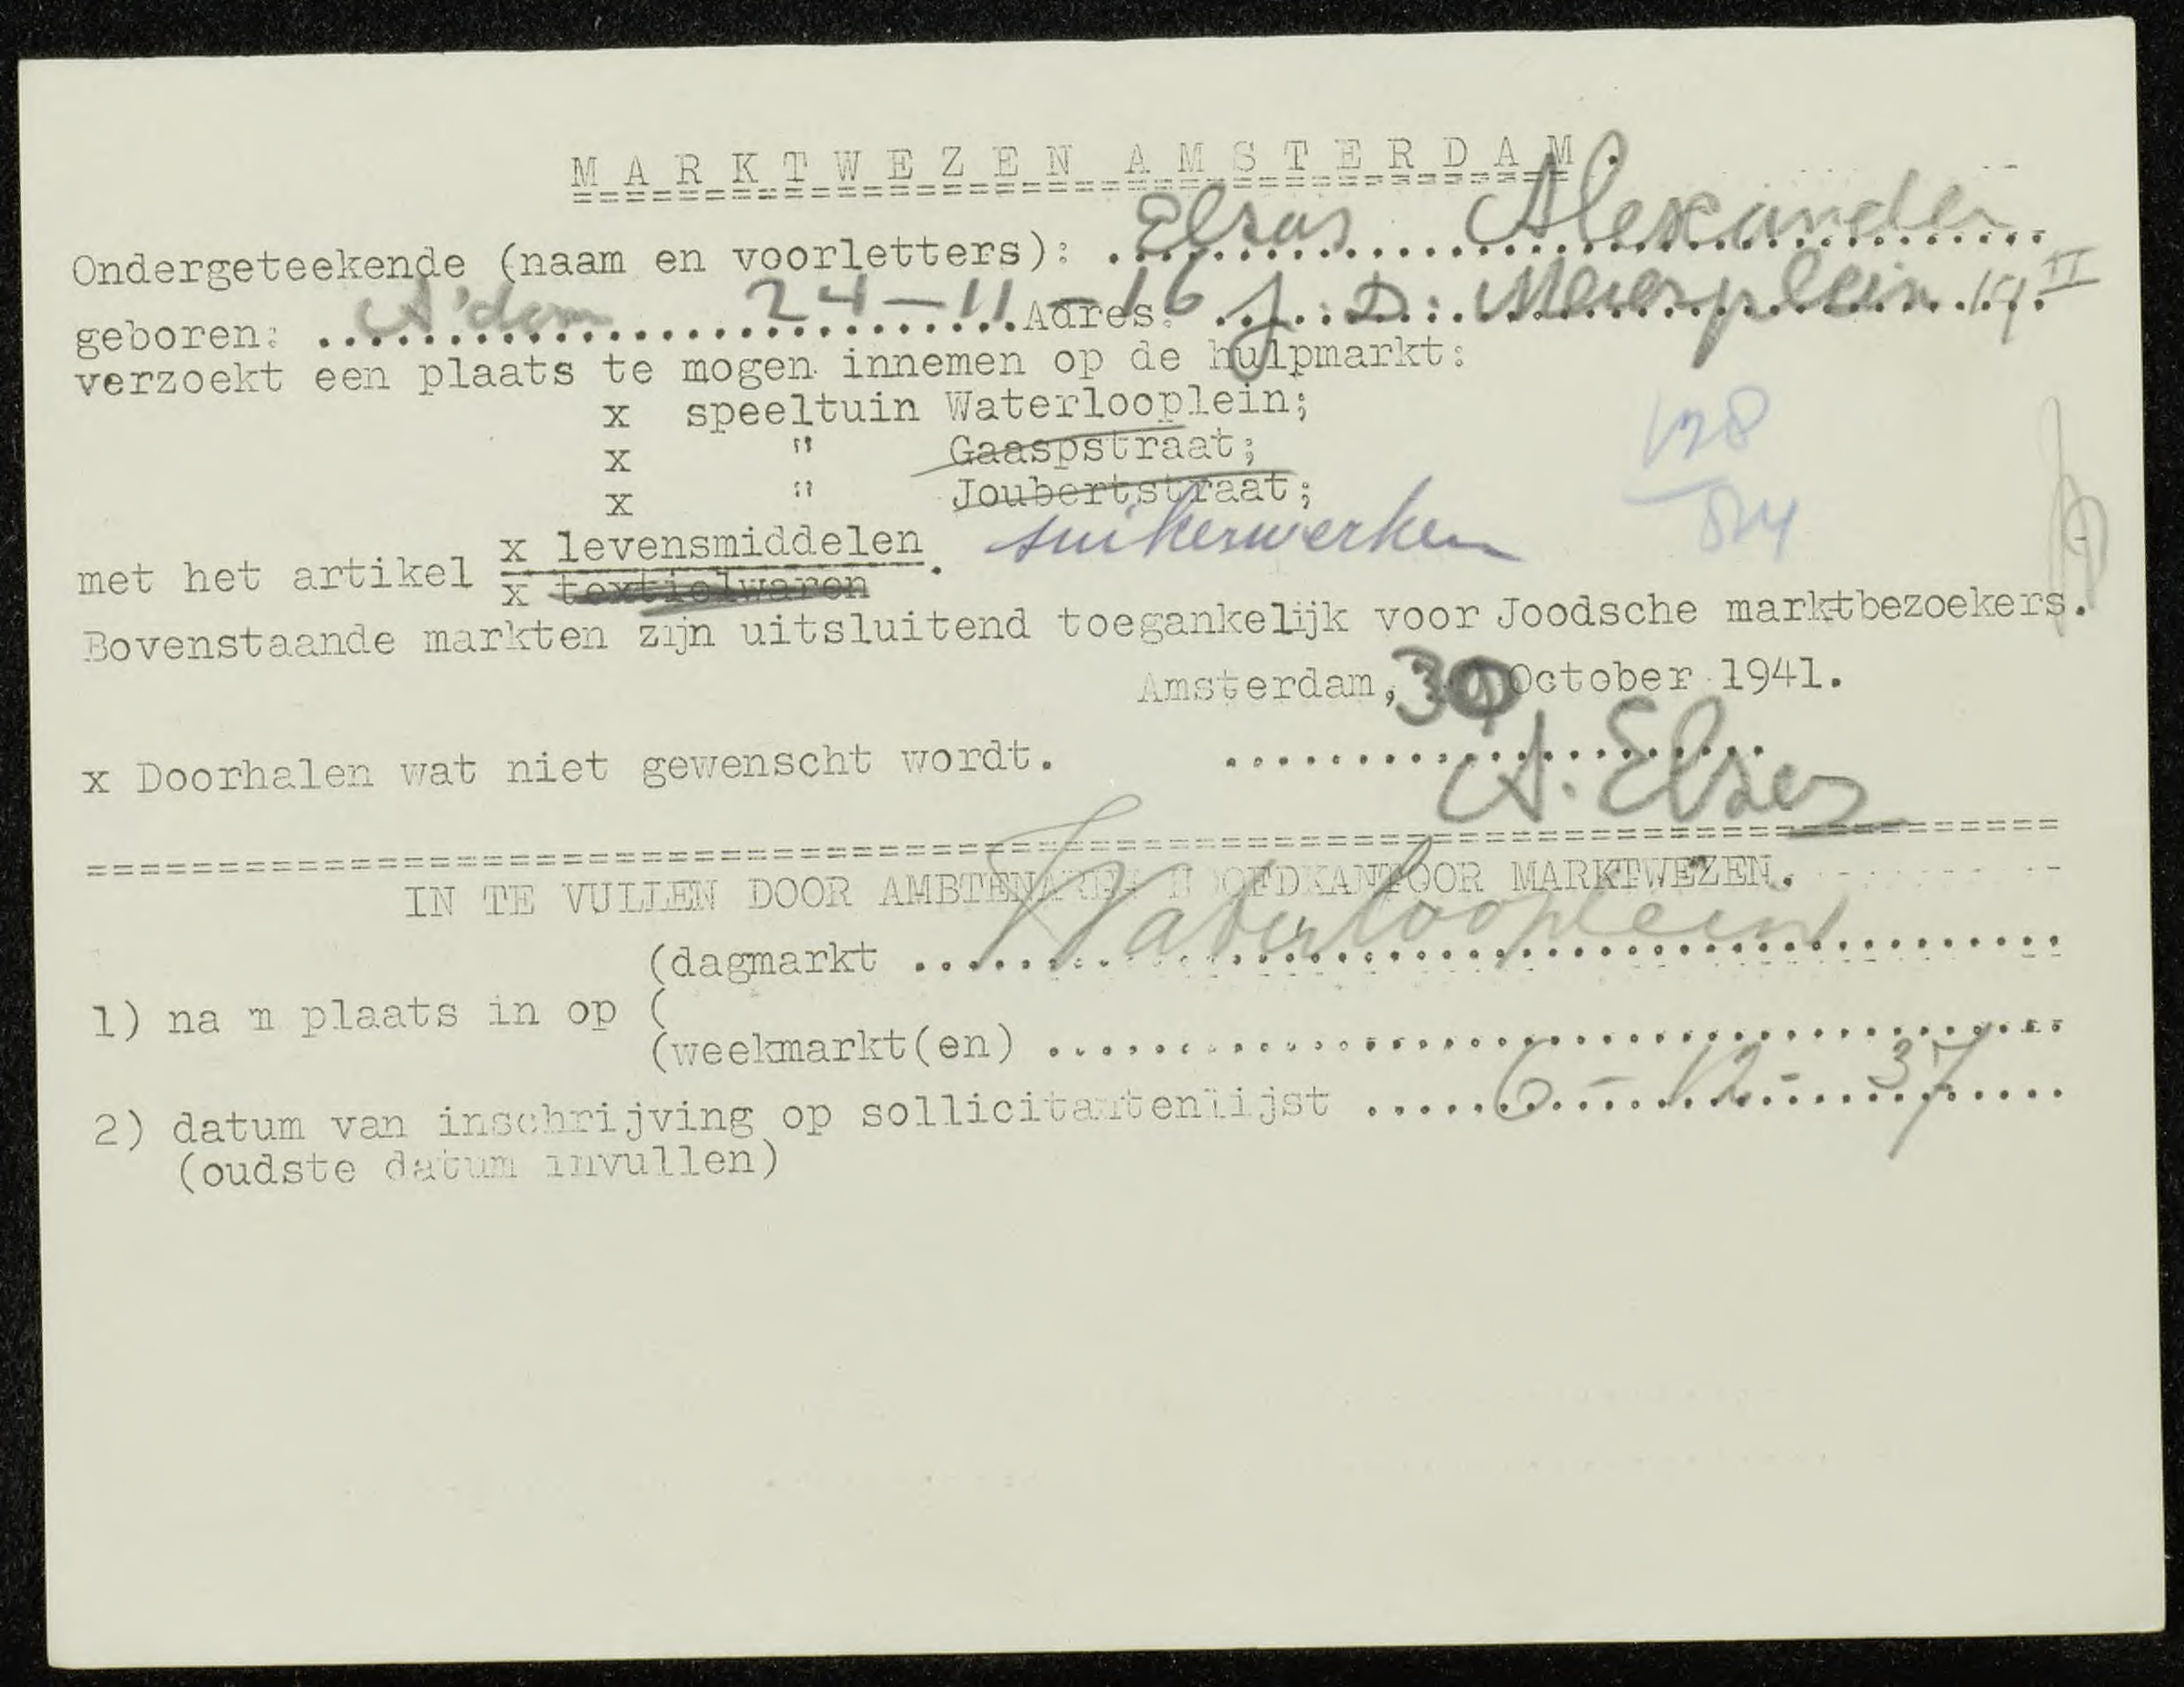 MARKTWEZEN AMSTERDAM.
Ondergeteekende (naam en voorletters): Elsas Alexander
geboren: A'dam 24-11-16 Adres: J. D. Meierplein 19 II
verzoekt een plaats te mogen innemen op de hulpmarkt:
x speeltuin Waterlooplein;
x " Gaaspstraat;
x " Joubertstraat;
128
x levensmiddelen suikerwerken
met het artikel
x textielwaren.
Bovenstaande markten zijn uitsluitend toegankelijk voor Joodsche marktbezoekers.
Amsterdam, 30 October 1941.
x Doorhalen wat niet gewenscht wordt. A. Elsas
IN TE VULLEN DOOR AMBTENAREN HOOFDKANTOOR MARKTWEZEN.
(dagmarkt Waterlooplein
1) na m plaats in op (
(weekmarkt(en)
2) datum van inschrijving op sollicitantenlijst 6-12-37
(oudste datum invullen)